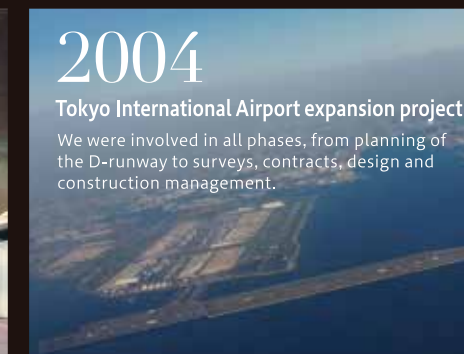 2004
Tokyo International Airport expansion project
We were involved in all phases, from planning of
the D-runway to surveys, contracts, design and
construction management.